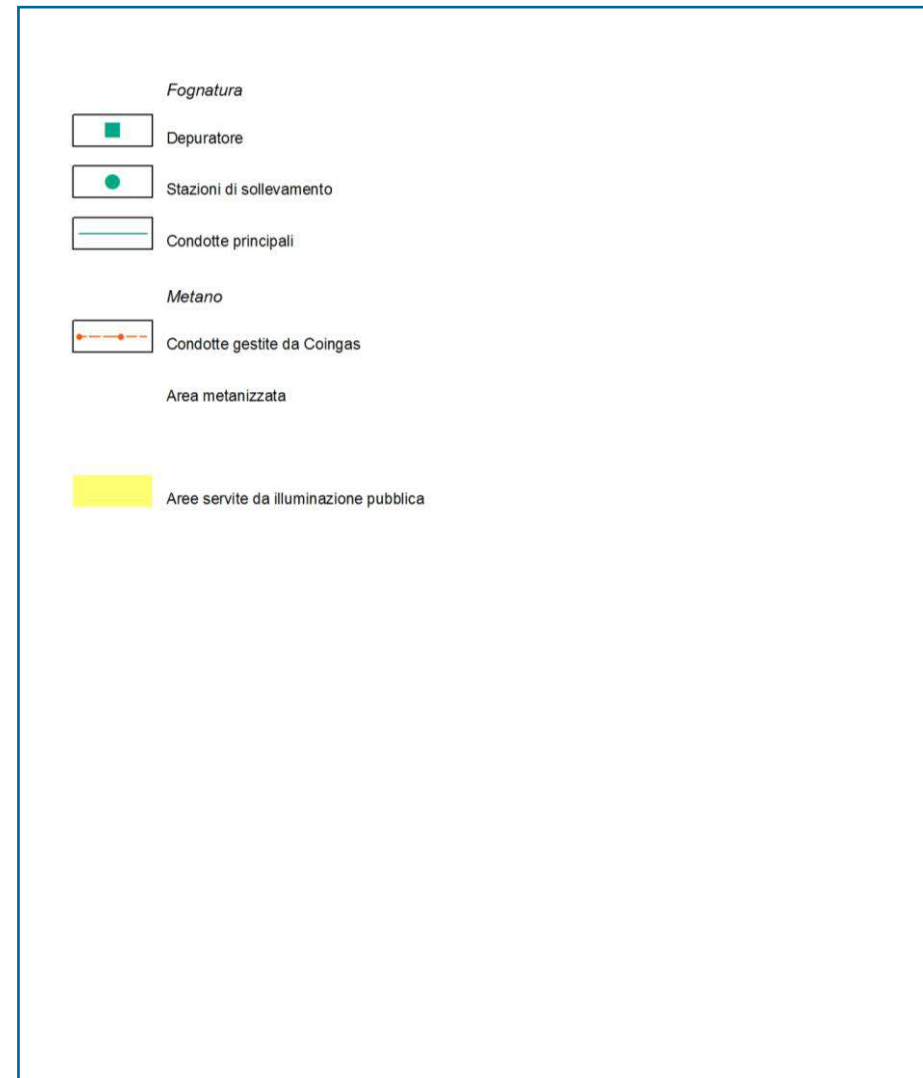 Fognatura
Depuratore
Stazioni di sollevamento
Condotte principali
Metano
Condotte gestite da Coingas
Area metanizzata
Aree servite da illuminazione pubblica